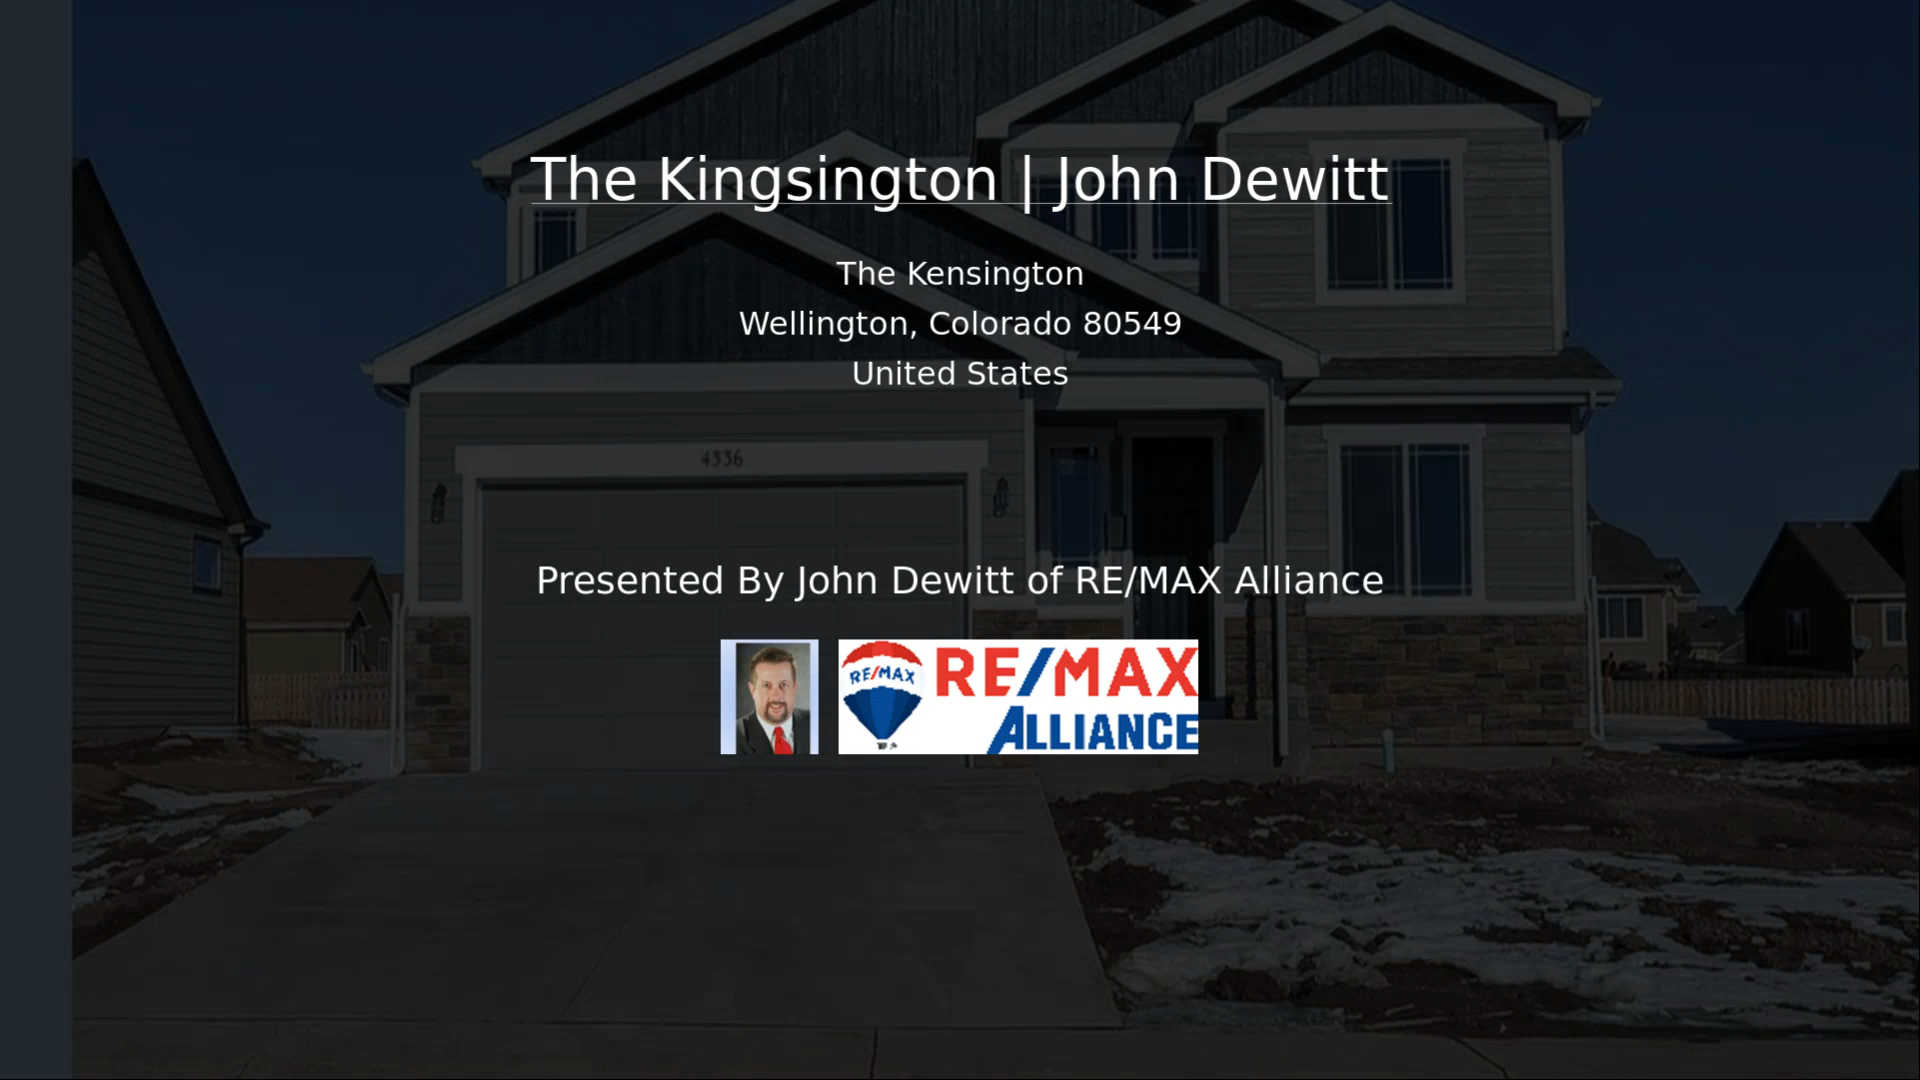 The Kingsington | John Dewitt
The Kensington
Wellington, Colorado 80549
United States
4336
Presented By John Dewitt of RE/MAX Alliance
RE/MAX
RE/MAX
ALLIANCE